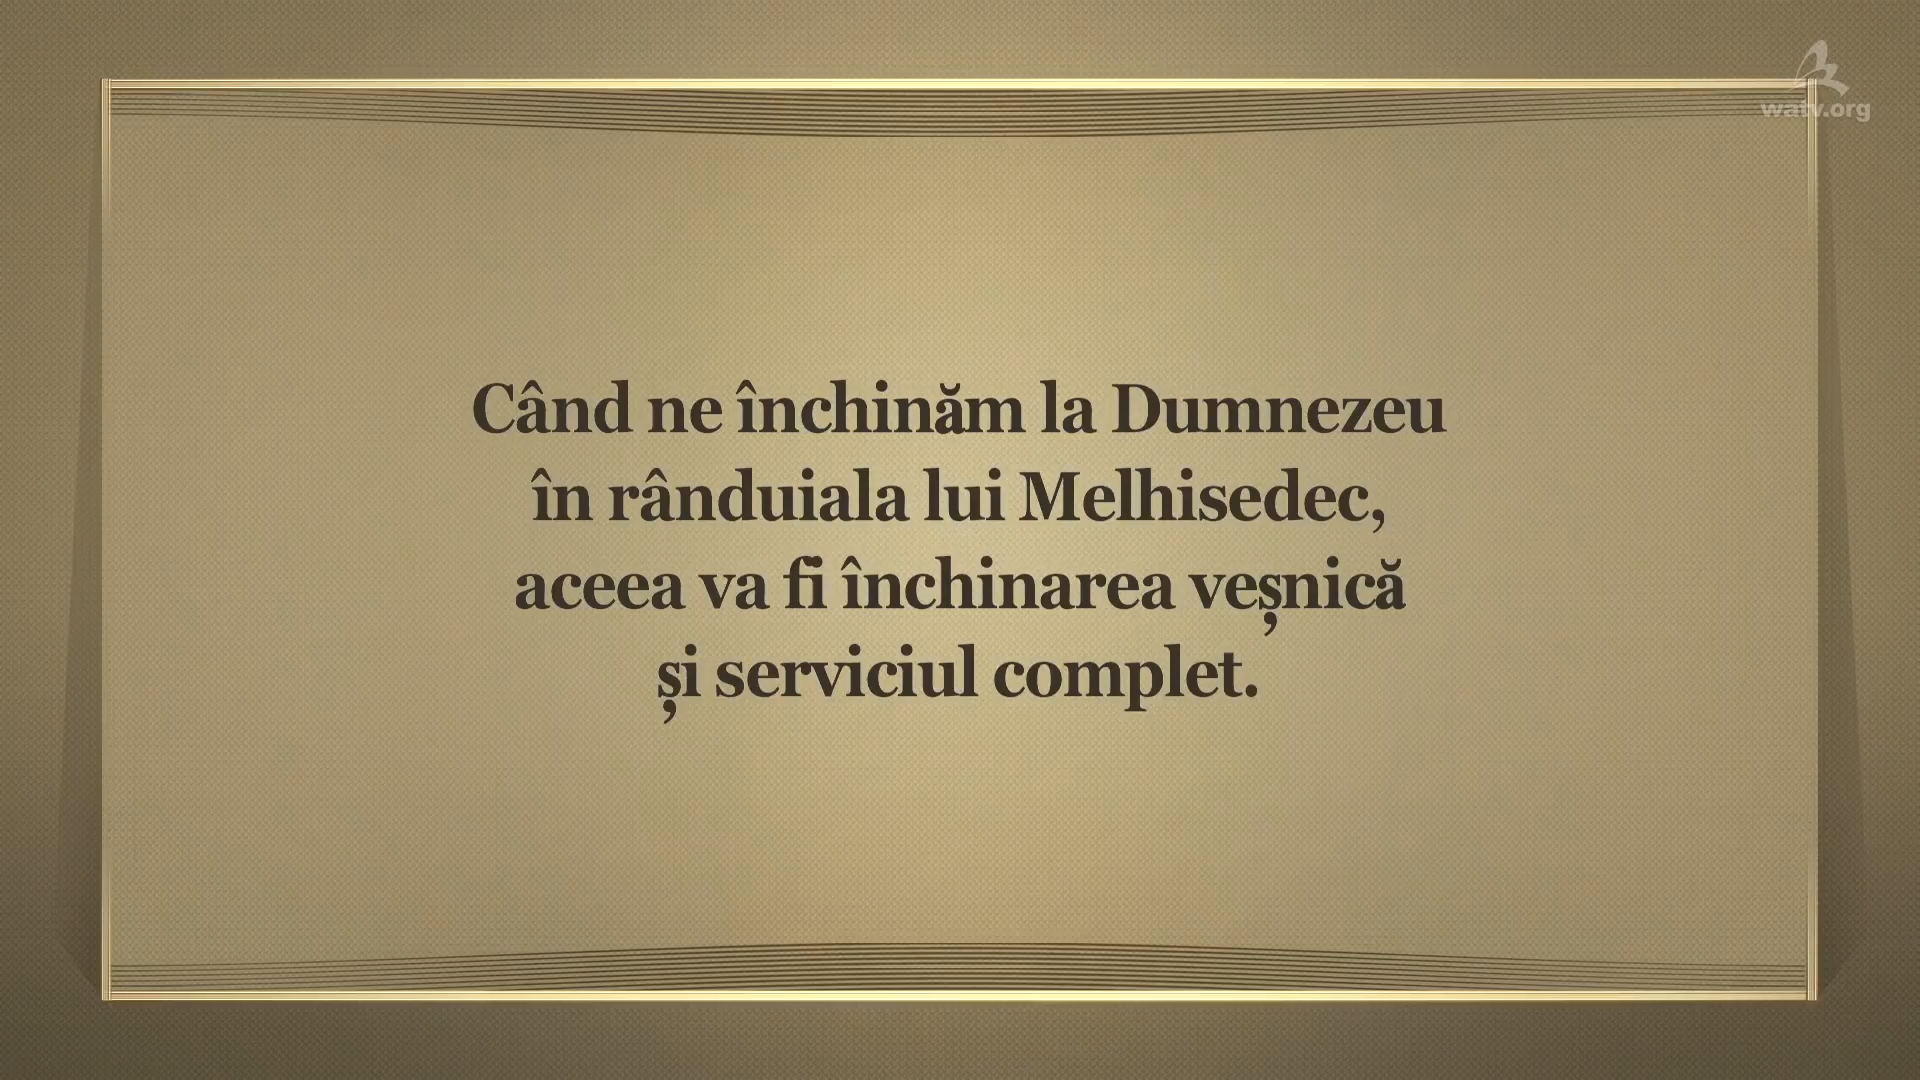 watv.org
Când ne închinăm la Dumnezeu
în rânduiala lui Melhisedec,
aceea va fi închinarea veșnică
și serviciul complet.